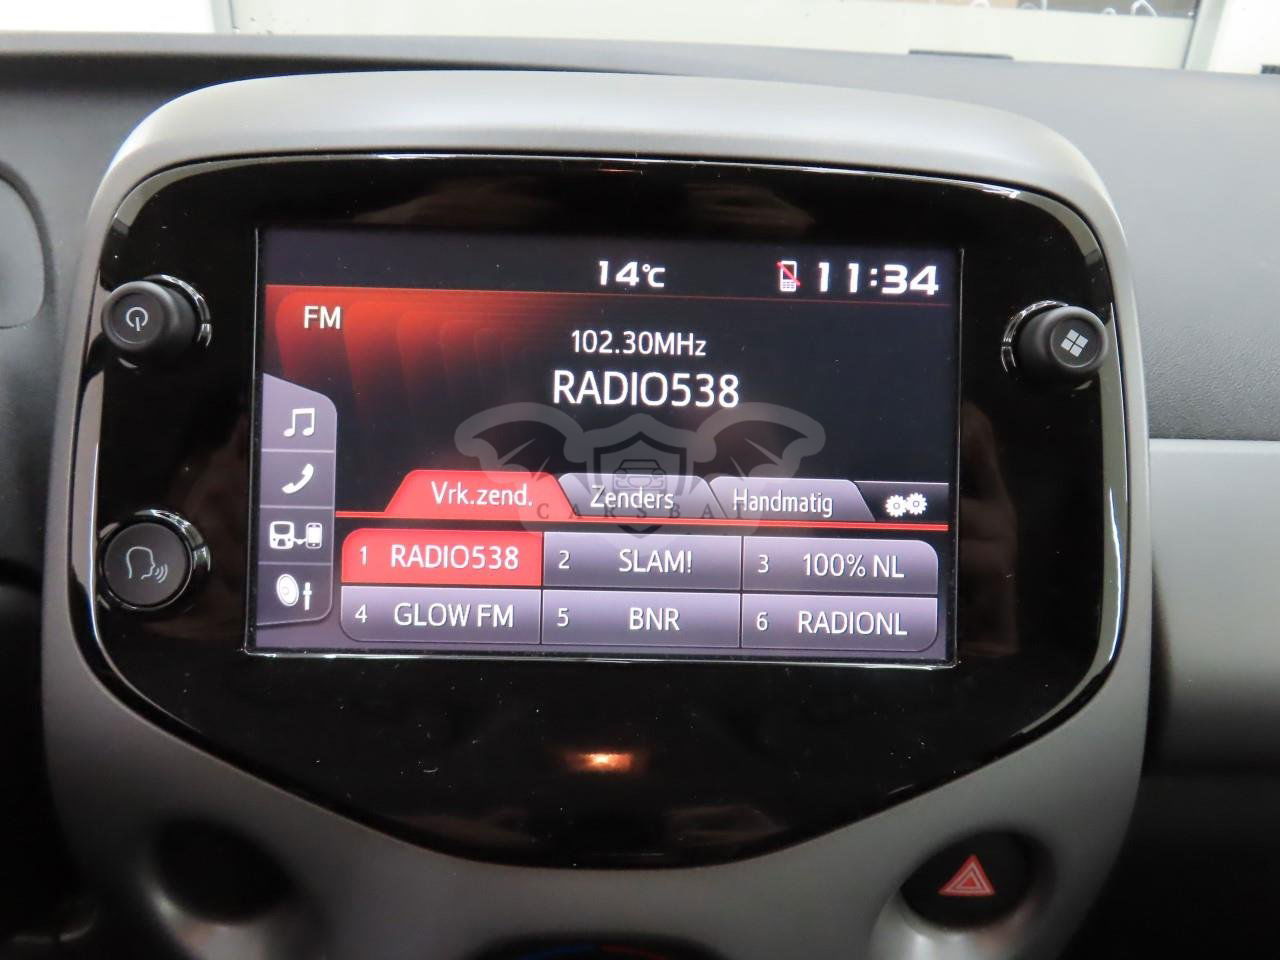 14°C
11:34
FM
102.30MHz
RADIO538
Vrk.zend.
Zenders
Handmatig
CARSBAT
1 RADIO538
2 SLAM!
3 100% NL
4 GLOW FM
5 BNR
6 RADIONL